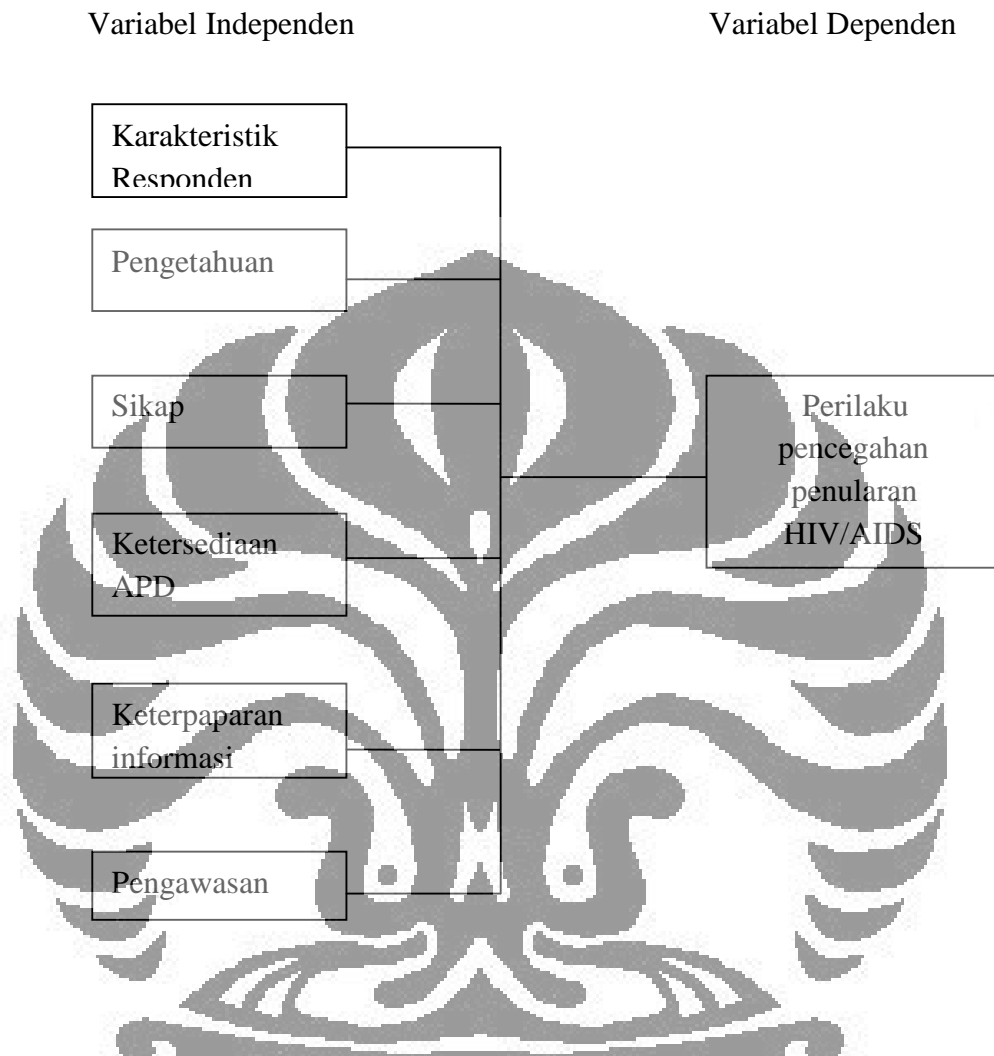 Variabel Independen
Variabel Dependen
Karakteristik
Responden
Pengetahuan
Sikap
Ketersediaan
APD
Keterpaparan
informasi
Pengawasan
Perilaku
pencegahan
penularan
HIV/AIDS